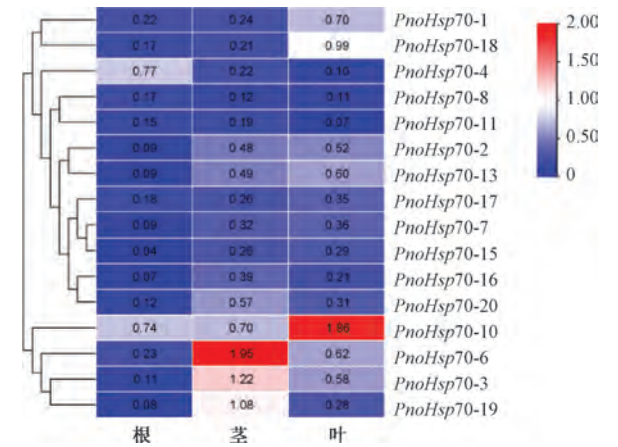 0.22 0.24 0.70 PnoHsp70-1
0.17 0.21 0.99 PnoHsp70-18
0.77 0.22 0.10 PnoHsp70-4
0.17 0.12 0.11 PnoHsp70-8
0.15 0.19 0.07 PnoHsp70-11
0.09 0.48 0.52 PnoHsp70-2
0.09 0.49 0.60 PnoHsp70-13
0.18 0.26 0.35 PnoHsp70-17
0.09 0.32 0.36 PnoHsp70-7
0.04 0.26 0.29 PnoHsp70-15
0.07 0.39 0.21 PnoHsp70-16
0.12 0.57 0.31 PnoHsp70-20
0.74 0.70 1.86 PnoHsp70-10
0.23 1.95 0.62 PnoHsp70-6
0.11 1.22 0.58 PnoHsp70-3
0.08 1.08 0.28 PnoHsp70-19
根 茎 叶
2.00
1.50
1.00
0.50
0